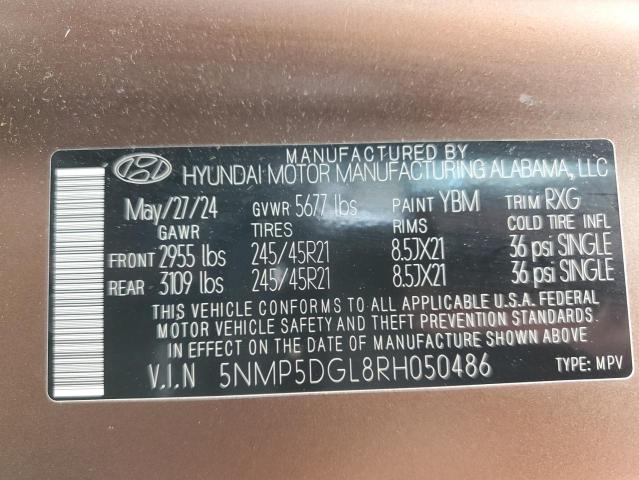 MANUFACTURED BY
HYUNDAI MOTOR MANUFACTURING ALABAMA, LLC
May/27/24 GVWR 5677 lbs PAINT YBM TRIM RXG
GAWR TIRES RIMS COLD TIRE INFL
FRONT 2955 lbs 245/45R21 8.5JX21 36 psi SINGLE
REAR 3109 lbs 245/45R21 8.5JX21 36 psi SINGLE
THIS VEHICLE CONFORMS TO ALL APPLICABLE U.S.A. FEDERAL
MOTOR VEHICLE SAFETY AND THEFT PREVENTION STANDARDS
IN EFFECT ON THE DATE OF MANUFACTURE SHOWN ABOVE.
V.I.N 5NMP5DGL8RH050486 TYPE: MPV